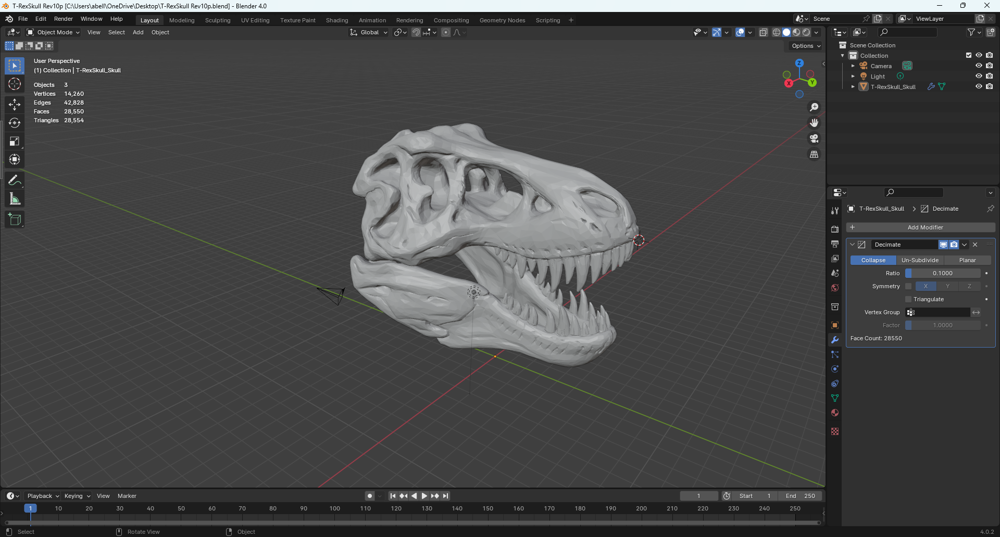 T-RexSkull Rev10p [C:\Users\abell\OneDrive\Desktop\T-RexSkull Rev10p.blend] - Blender 4.0
File Edit Render Window Help Layout Modeling Sculpting UV Editing Texture Paint Shading Animation Rendering Compositing Geometry Nodes Scripting + Scene ViewLayer
Object Mode View Select Add Object Global
Options
User Perspective
(1) Collection | T-RexSkull_Skull
Objects 3
Vertices 14,260
Edges 42,828
Faces 28,550
Triangles 28,554
Z
X
Y
Scene Collection
Collection
Camera
Light
T-RexSkull_Skull
T-RexSkull_Skull > Decimate
+ Add Modifier
Decimate
Collapse Un-Subdivide Planar
Ratio 0.1000
Symmetry X Y Z
Triangulate
Vertex Group
Factor 1.0000
Face Count: 28550
Playback Keying View Marker 1 Start 1 End 250
1 10 20 30 40 50 60 70 80 90 100 110 120 130 140 150 160 170 180 190 200 210 220 230 240 250
Select Rotate View Object 4.0.2